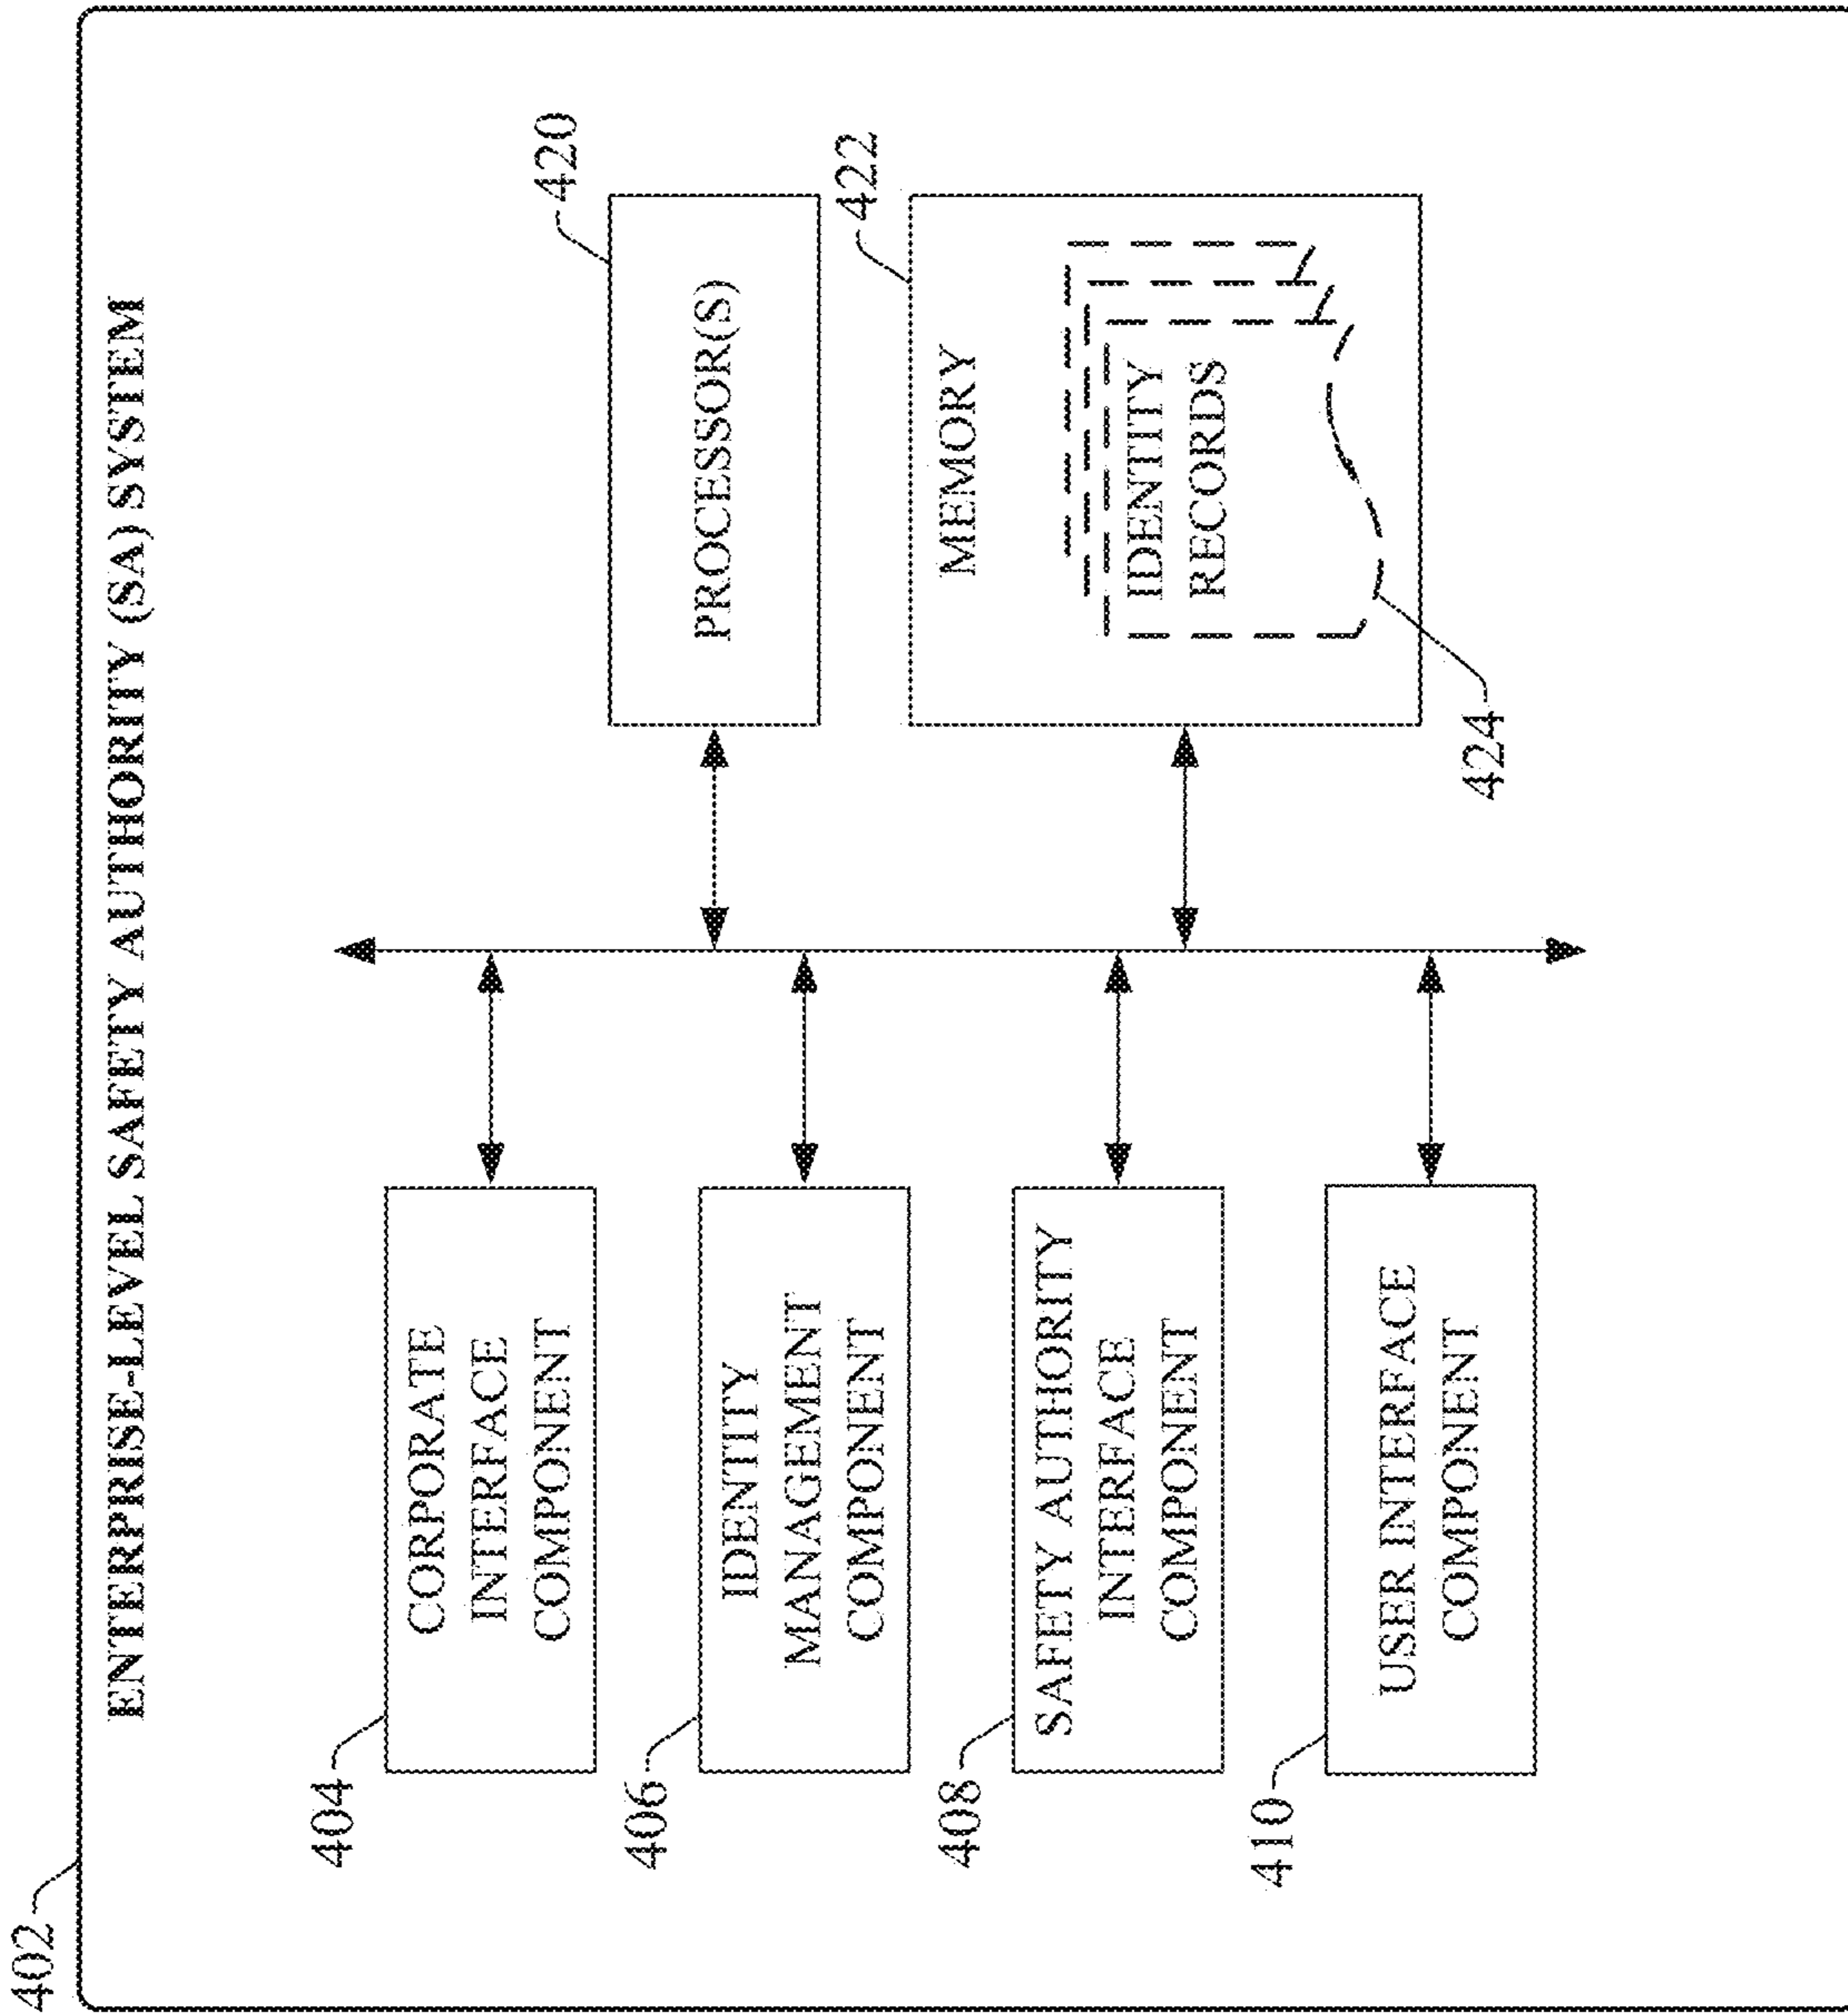 402
ENTERPRISE-LEVEL SAFETY AUTHORITY (SA) SYSTEM
404
CORPORATE
INTERFACE
COMPONENT
406
IDENTITY
MANAGEMENT
COMPONENT
408
SAFETY AUTHORITY
INTERFACE
COMPONENT
410
USER INTERFACE
COMPONENT
420
PROCESSOR(S)
422
MEMORY
IDENTITY
RECORDS
424